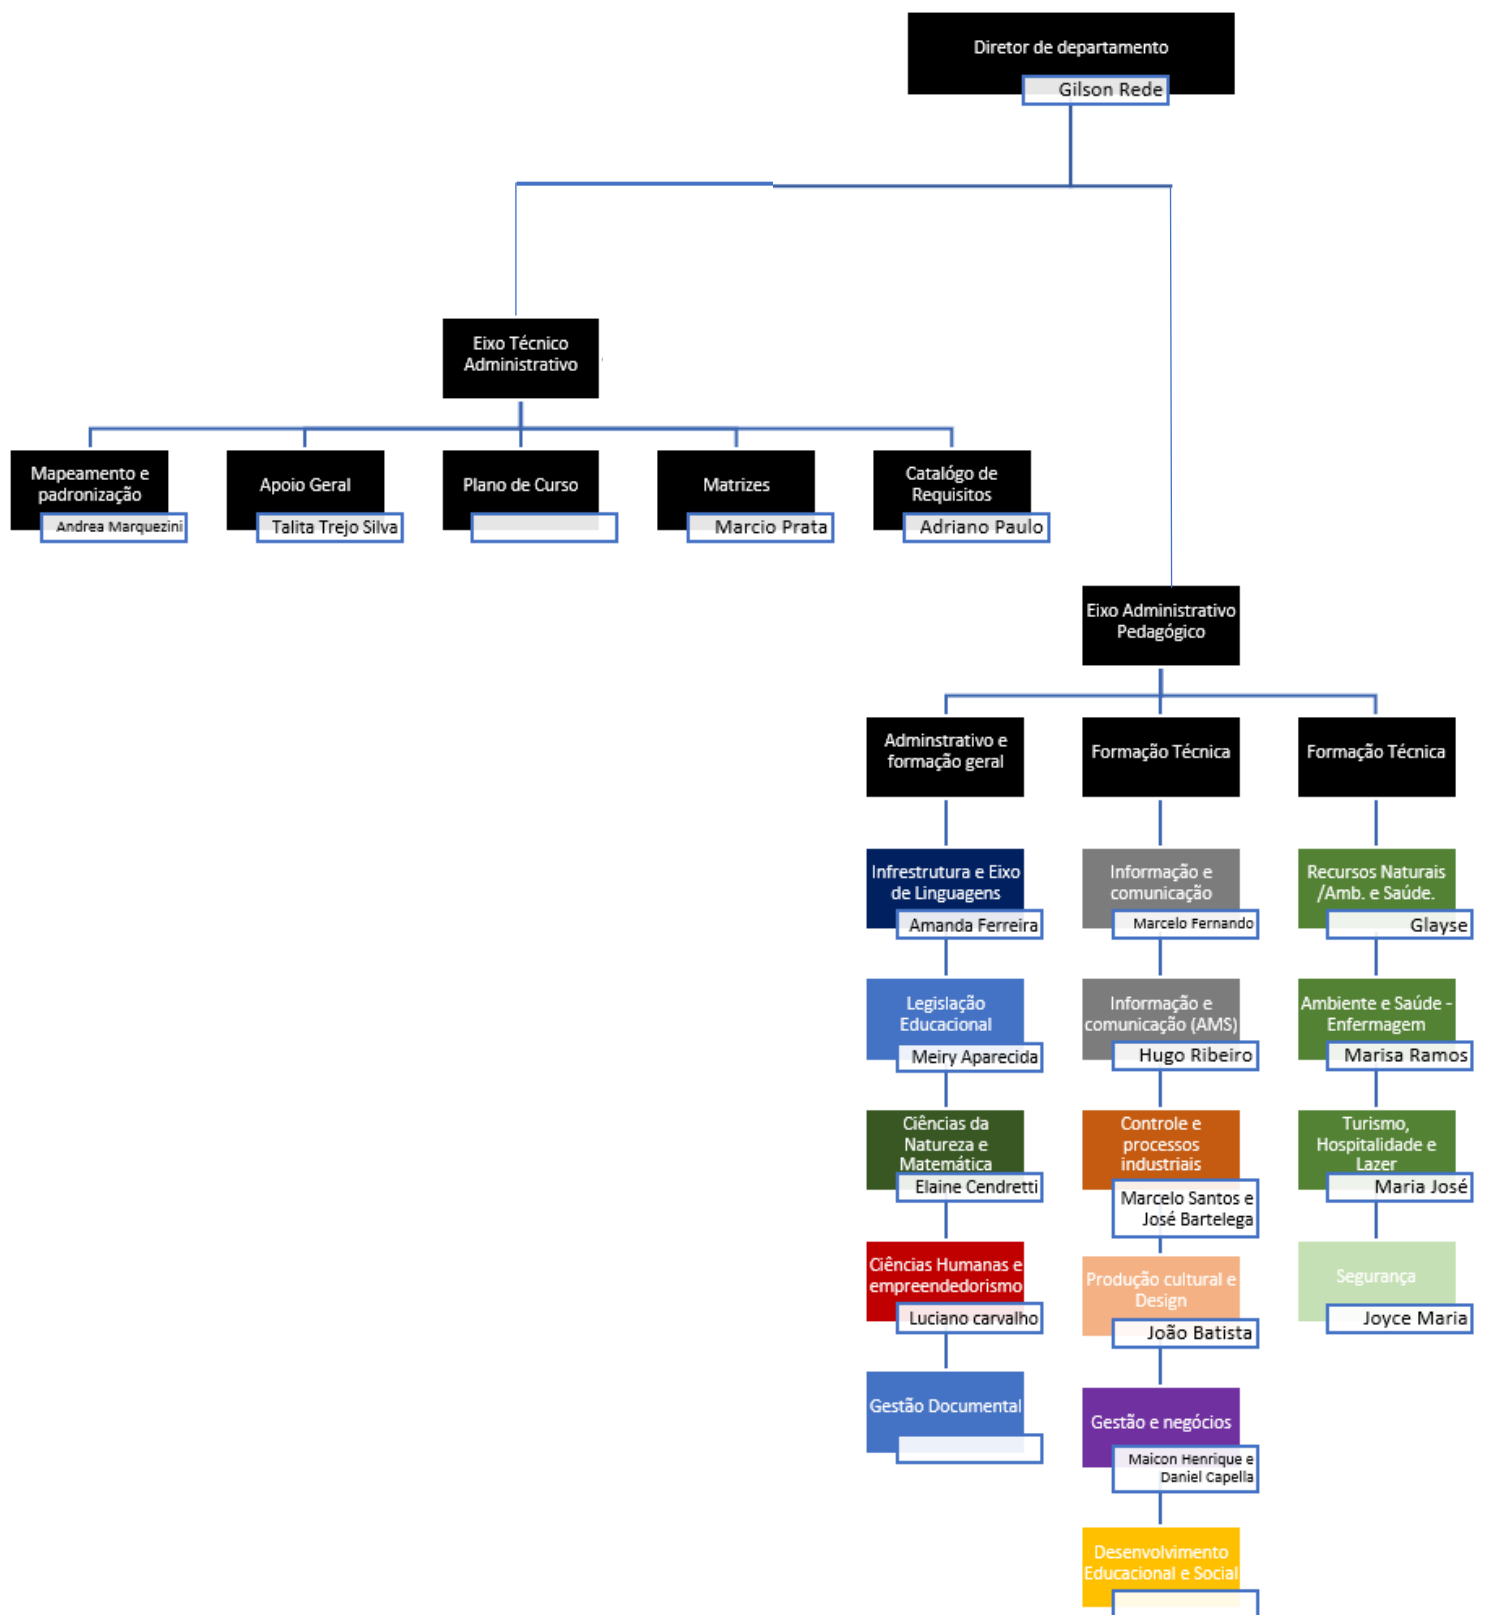 Diretor de departamento
Gilson Rede
Eixo Técnico
Administrativo
Mapeamento e
padronização
Andrea Marquezini
Apoio Geral
Talita Trejo Silva
Plano de Curso
Matrizes
Marcio Prata
Catalógo de
Requisitos
Adriano Paulo
Eixo Administrativo
Pedagógico
Adminstrativo e
formação geral
Infrestrutura e Eixo
de Linguagens
Amanda Ferreira
Legislação
Educacional
Meiry Aparecida
Ciências da
Natureza e
Matemática
Elaine Cendretti
Ciências Humanas e
empreendedorismo
Luciano carvalho
Gestão Documental
Formação Técnica
Informação e
comunicação
Marcelo Fernando
Informação e
comunicação (AMS)
Hugo Ribeiro
Controle e
processos
industriais
Marcelo Santos e
José Bartelega
Produção cultural e
Design
João Batista
Gestão e negócios
Maicon Henrique e
Daniel Capella
Desenvolvimento
Educacional e Social
Formação Técnica
Recursos Naturais
/Amb. e Saúde.
Glayse
Ambiente e Saúde -
Enfermagem
Marisa Ramos
Turismo,
Hospitalidade e
Lazer
Maria José
Segurança
Joyce Maria